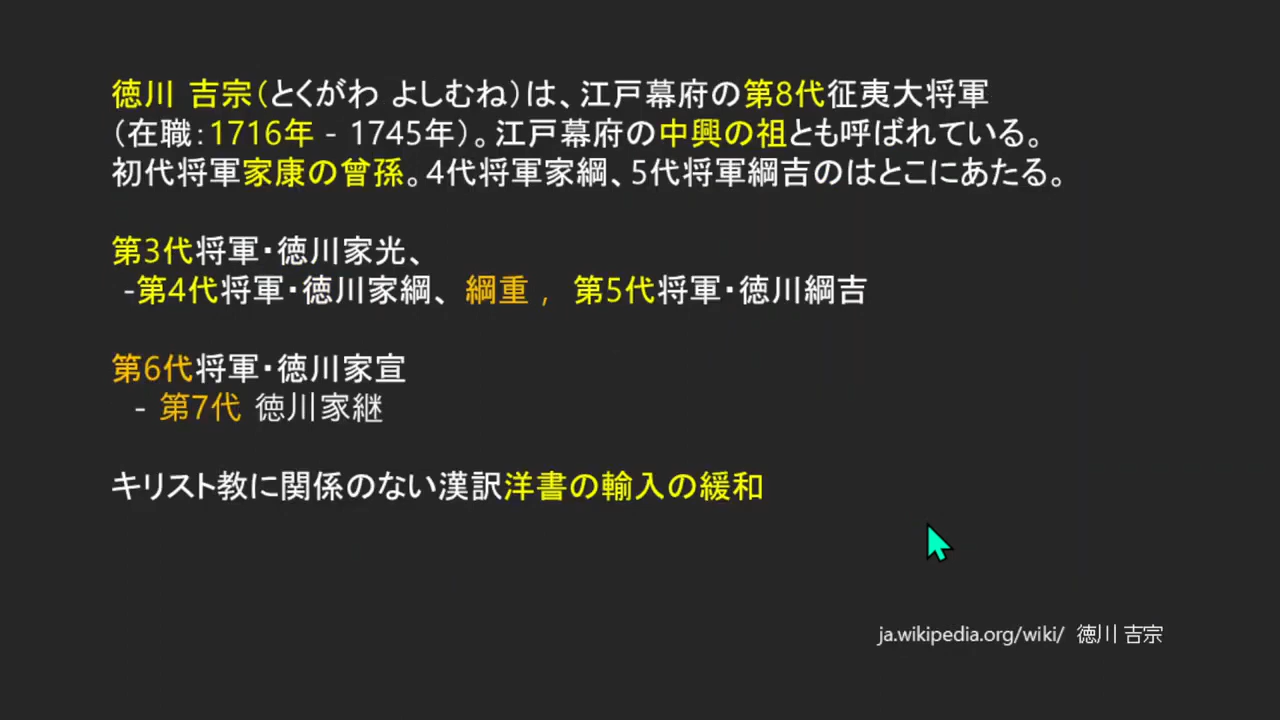 徳川 吉宗（とくがわ よしむね）は、江戸幕府の第8代征夷大将軍
（在職：1716年 - 1745年）。江戸幕府の中興の祖とも呼ばれている。
初代将軍家康の曾孫。4代将軍家綱、5代将軍綱吉のはとこにあたる。
第3代将軍・徳川家光、
-第4代将軍・徳川家綱、 綱重 ， 第5代将軍・徳川綱吉
第6代将軍・徳川家宣
- 第7代 徳川家継
キリスト教に関係のない漢訳洋書の輸入の緩和
ja.wikipedia.org/wiki/ 徳川 吉宗